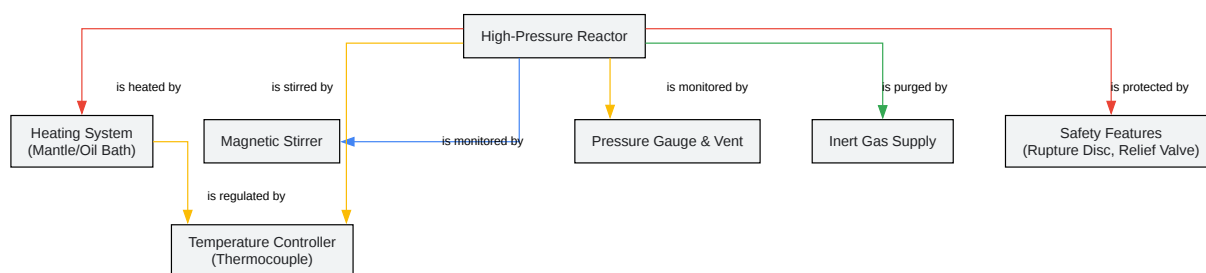 High-Pressure Reactor
is heated by
is stirred by
is monitored by
is purged by
is protected by
Heating System
(Mantle/Oil Bath)
Magnetic Stirrer
is monitored by
Pressure Gauge & Vent
Inert Gas Supply
Safety Features
(Rupture Disc, Relief Valve)
is regulated by
Temperature Controller
(Thermocouple)